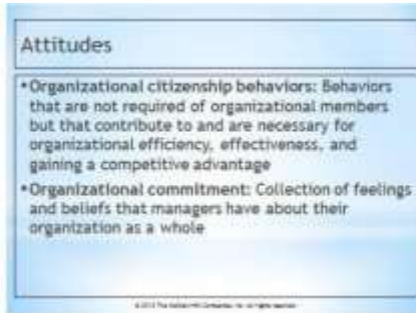 Attitudes
•Organizational citizenship behaviors: Behaviors
that are not required of organizational members
but that contribute to and are necessary for
organizational efficiency, effectiveness, and
gaining a competitive advantage
•Organizational commitment: Collection of feelings
and beliefs that managers have about their
organization as a whole